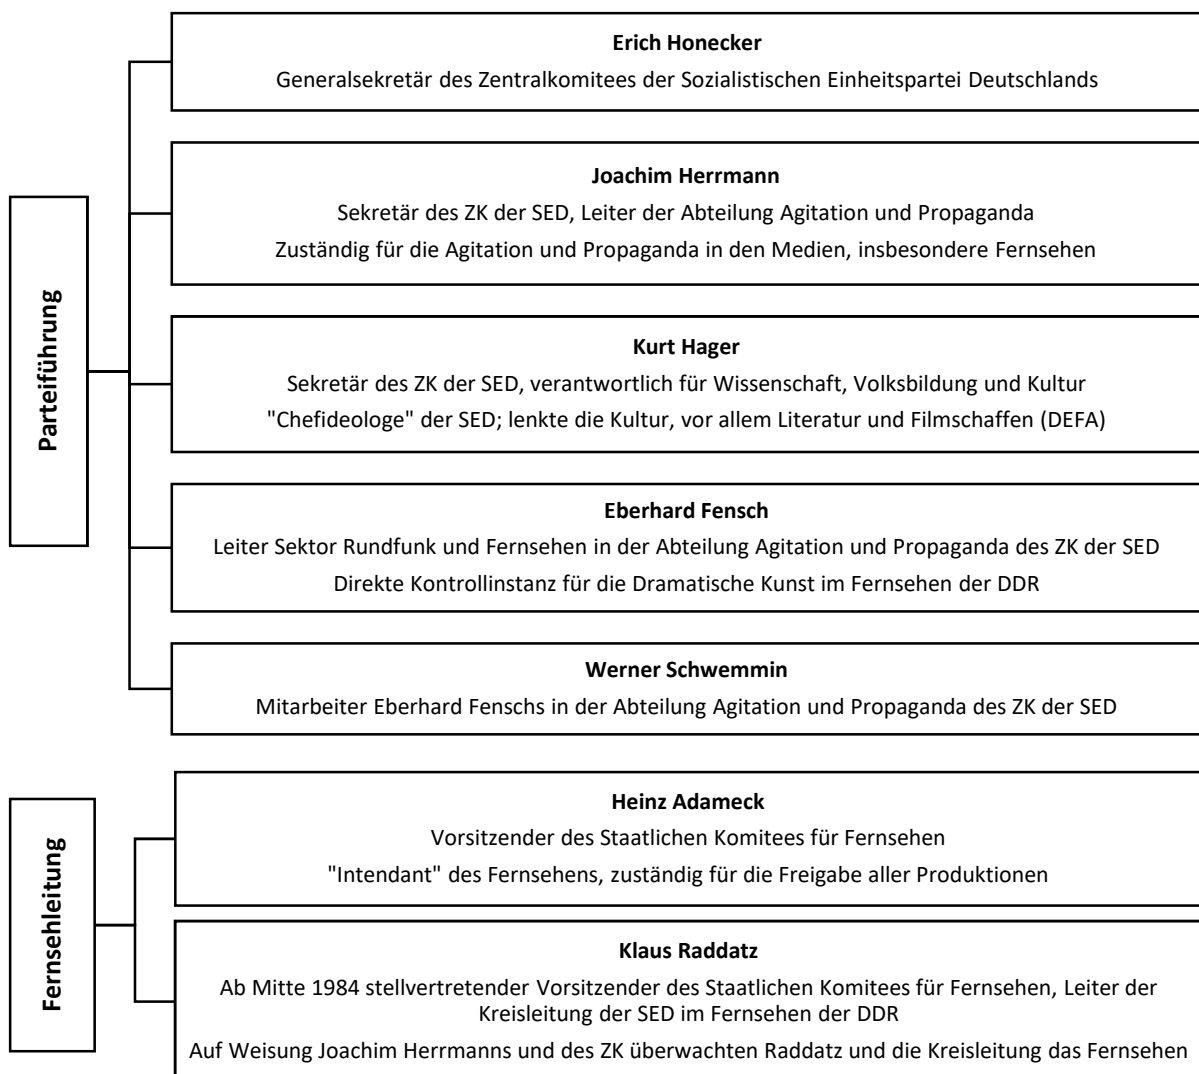 Parteiführung
Erich Honecker
Generalsekretär des Zentralkomitees der Sozialistischen Einheitspartei Deutschlands
Joachim Herrmann
Sekretär des ZK der SED, Leiter der Abteilung Agitation und Propaganda
Zuständig für die Agitation und Propaganda in den Medien, insbesondere Fernsehen
Kurt Hager
Sekretär des ZK der SED, verantwortlich für Wissenschaft, Volksbildung und Kultur
"Chefideologe" der SED; lenkte die Kultur, vor allem Literatur und Filmschaffen (DEFA)
Eberhard Fensch
Leiter Sektor Rundfunk und Fernsehen in der Abteilung Agitation und Propaganda des ZK der SED
Direkte Kontrollinstanz für die Dramatische Kunst im Fernsehen der DDR
Werner Schwemmin
Mitarbeiter Eberhard Fenschs in der Abteilung Agitation und Propaganda des ZK der SED
Fernsehleitung
Heinz Adameck
Vorsitzender des Staatlichen Komitees für Fernsehen
"Intendant" des Fernsehens, zuständig für die Freigabe aller Produktionen
Klaus Raddatz
Ab Mitte 1984 stellvertretender Vorsitzender des Staatlichen Komitees für Fernsehen, Leiter der
Kreisleitung der SED im Fernsehen der DDR
Auf Weisung Joachim Herrmanns und des ZK überwachten Raddatz und die Kreisleitung das Fernsehen